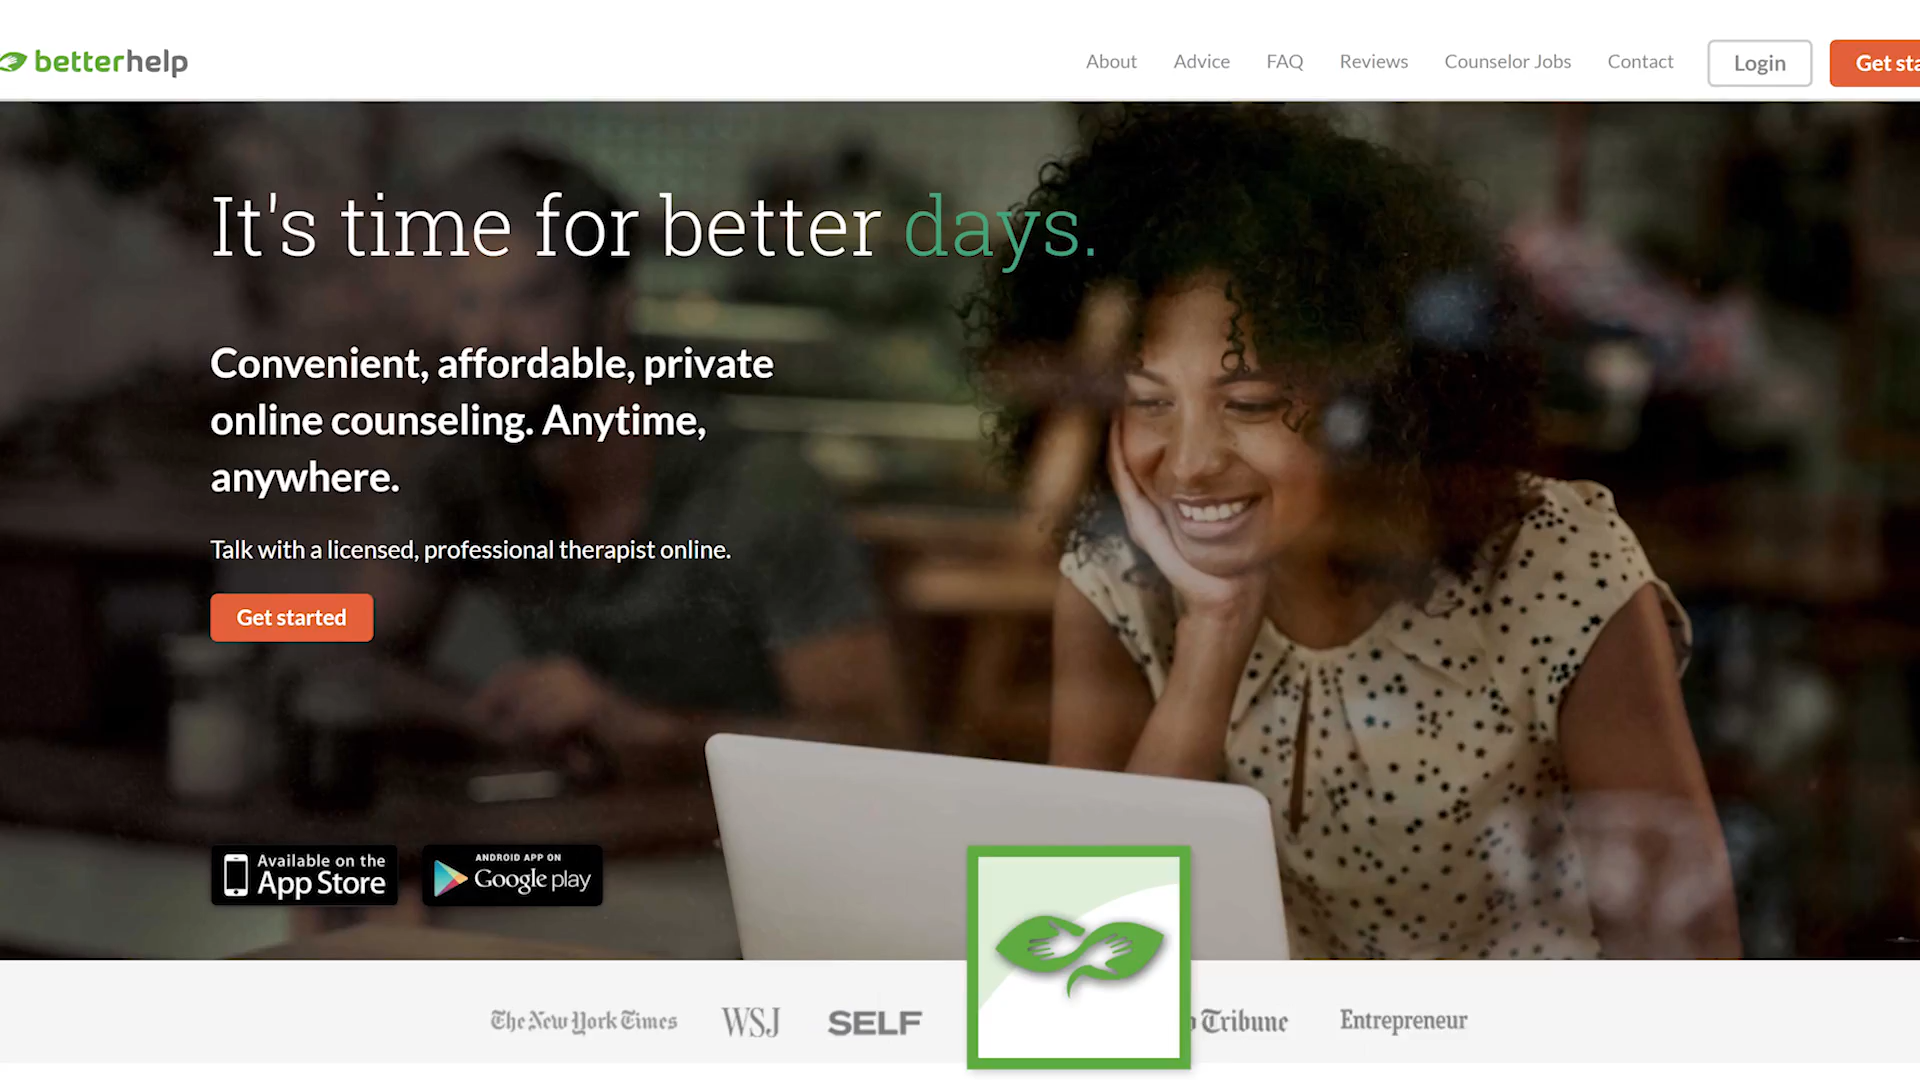 betterhelp
About Advice FAQ Reviews Counselor Jobs Contact Login Get
It's time for better days.
Convenient, affordable, private
online counseling. Anytime,
anywhere.
Talk with a licensed, professional therapist online.
Get started
Available on the
App Store
ANDROID APP ON
Google play
The New York Times WSJ SELF Tribune Entrepreneur